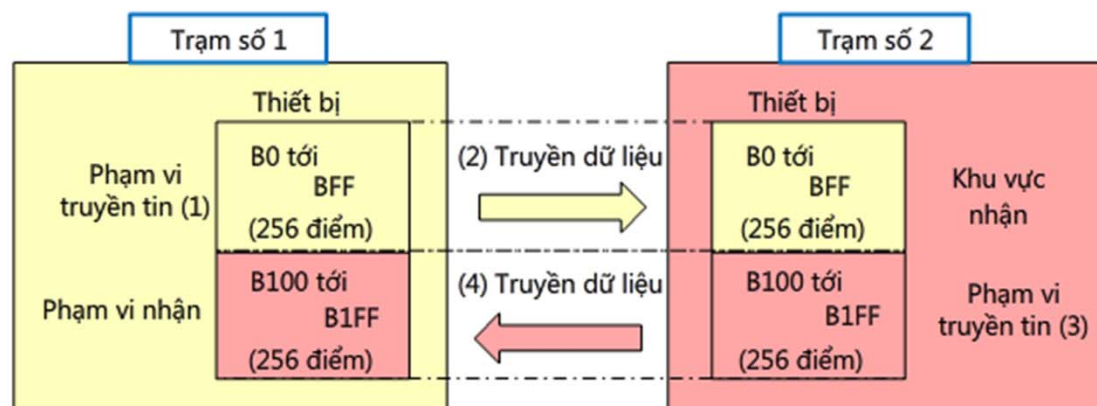 Trạm số 1
Trạm số 2
Thiết bị
Thiết bị
Phạm vi
truyền tin (1)
B0 tới
BFF
(256 điểm)
(2) Truyền dữ liệu
B0 tới
BFF
(256 điểm)
Khu vực
nhận
Phạm vi nhận
B100 tới
B1FF
(256 điểm)
(4) Truyền dữ liệu
B100 tới
B1FF
(256 điểm)
Phạm vi
truyền tin (3)